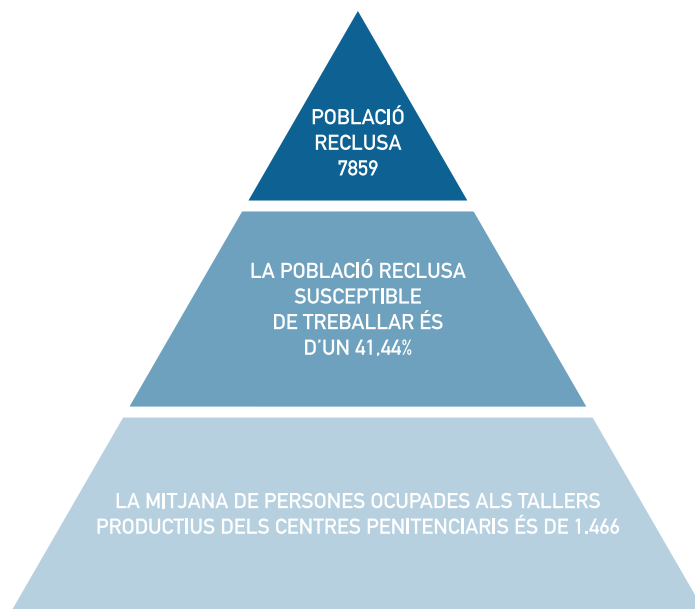 POBLACIÓ
RECLUSA
7859
LA POBLACIÓ RECLUSA
SUSCEPTIBLE
DE TREBALLAR ÉS
D'UN 41,44%
LA MITJANA DE PERSONES OCUPADES ALS TALLERS
PRODUCTIUS DELS CENTRES PENITENCIARIS ÉS DE 1.466